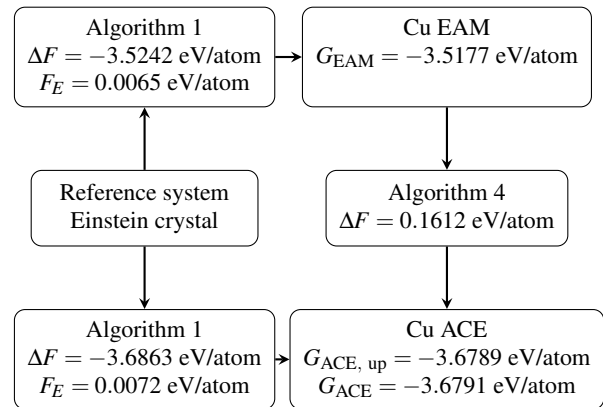 Algorithm 1
ΔF = −3.5242 eV/atom
F_E = 0.0065 eV/atom
Cu EAM
G_EAM = −3.5177 eV/atom
Reference system
Einstein crystal
Algorithm 4
ΔF = 0.1612 eV/atom
Algorithm 1
ΔF = −3.6863 eV/atom
F_E = 0.0072 eV/atom
Cu ACE
G_ACE, up = −3.6789 eV/atom
G_ACE = −3.6791 eV/atom